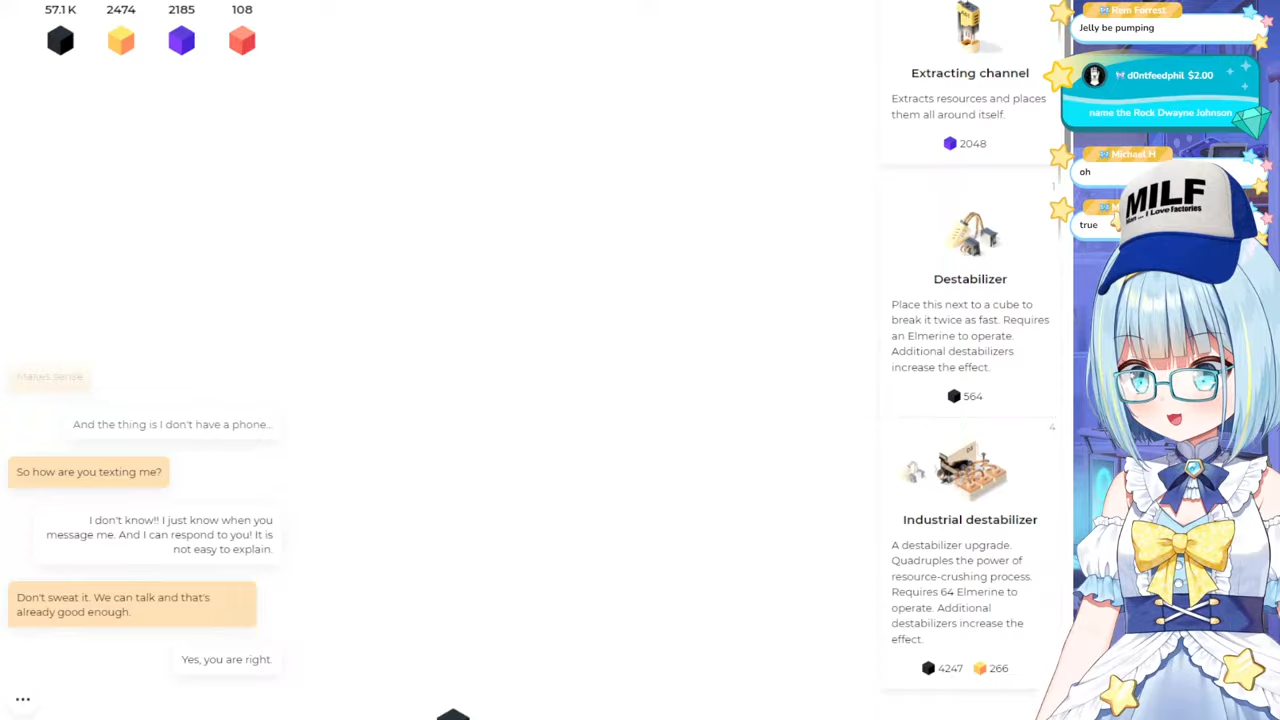 57.1 K 2474 2185 108
Makes sense
And the thing is I don't have a phone...
So how are you texting me?
I don't know!! I just know when you
message me. And I can respond to you! It is
not easy to explain.
Don't sweat it. We can talk and that's
already good enough.
Yes, you are right.
...
Extracting channel
Extracts resources and places
them all around itself.
2048
1
Destabilizer
Place this next to a cube to
break it twice as fast. Requires
an Elmerine to operate.
Additional destabilizers
increase the effect.
564
4
Industrial destabilizer
A destabilizer upgrade.
Quadruples the power of
resource-crushing process.
Requires 64 Elmerine to
operate. Additional
destabilizers increase the
effect.
4247 266
Rem Forrest
Jelly be pumping
d0ntfeedphil $2.00
name the Rock Dwayne Johnson
Michael H
oh
M
true
MILF
Man ... I Love Factories